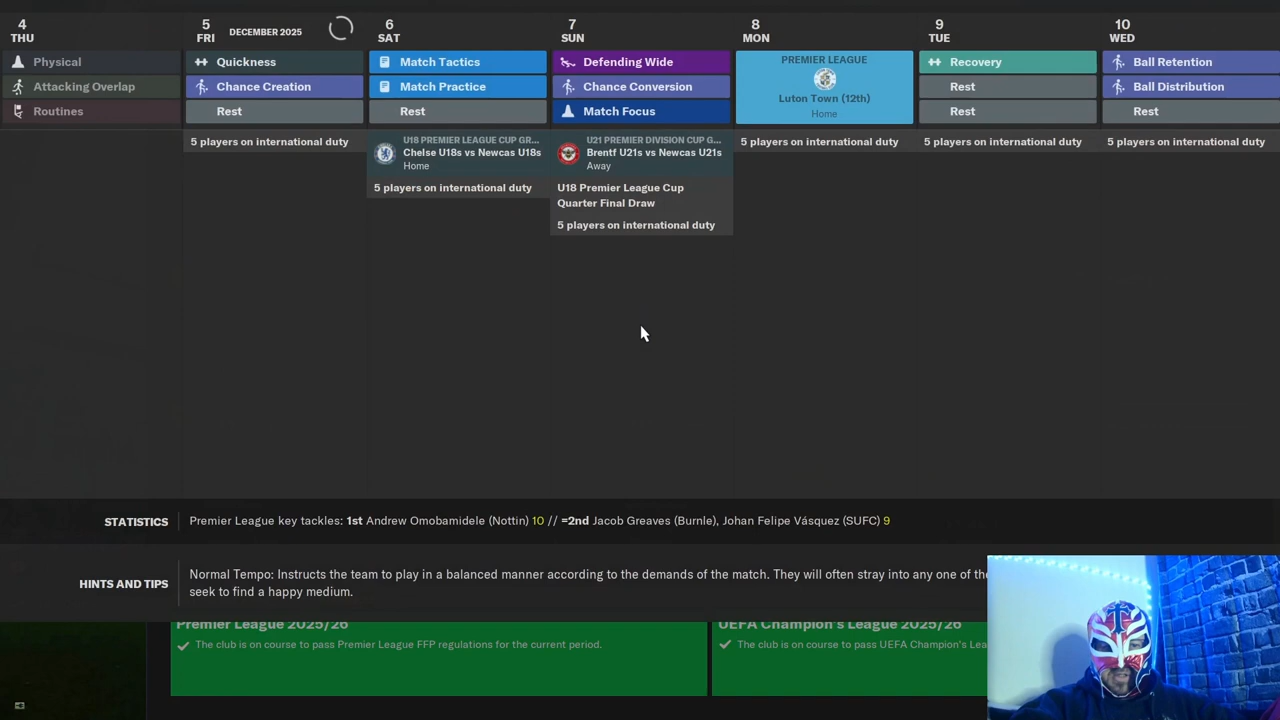 4
THU
5
FRI
DECEMBER 2025
6
SAT
7
SUN
8
MON
9
TUE
10
WED
Physical
Attacking Overlap
Routines
Quickness
Chance Creation
Rest
5 players on international duty
Match Tactics
Match Practice
Rest
U18 PREMIER LEAGUE CUP GR...
Chelse U18s vs Newcas U18s
Home
5 players on international duty
Defending Wide
Chance Conversion
Match Focus
U21 PREMIER DIVISION CUP G...
Brentf U21s vs Newcas U21s
Away
U18 Premier League Cup
Quarter Final Draw
5 players on international duty
PREMIER LEAGUE
Luton Town (12th)
Home
5 players on international duty
Recovery
Rest
Rest
5 players on international duty
Ball Retention
Ball Distribution
Rest
5 players on international duty
STATISTICS
Premier League key tackles: 1st Andrew Omobamidele (Nottin) 10 // =2nd Jacob Greaves (Burnle), Johan Felipe Vásquez (SUFC) 9
HINTS AND TIPS
Normal Tempo: Instructs the team to play in a balanced manner according to the demands of the match. They will often stray into any one of the
seek to find a happy medium.
Premier League 2025/26
The club is on course to pass Premier League FFP regulations for the current period.
UEFA Champion's League 2025/26
The club is on course to pass UEFA Champion's Lea